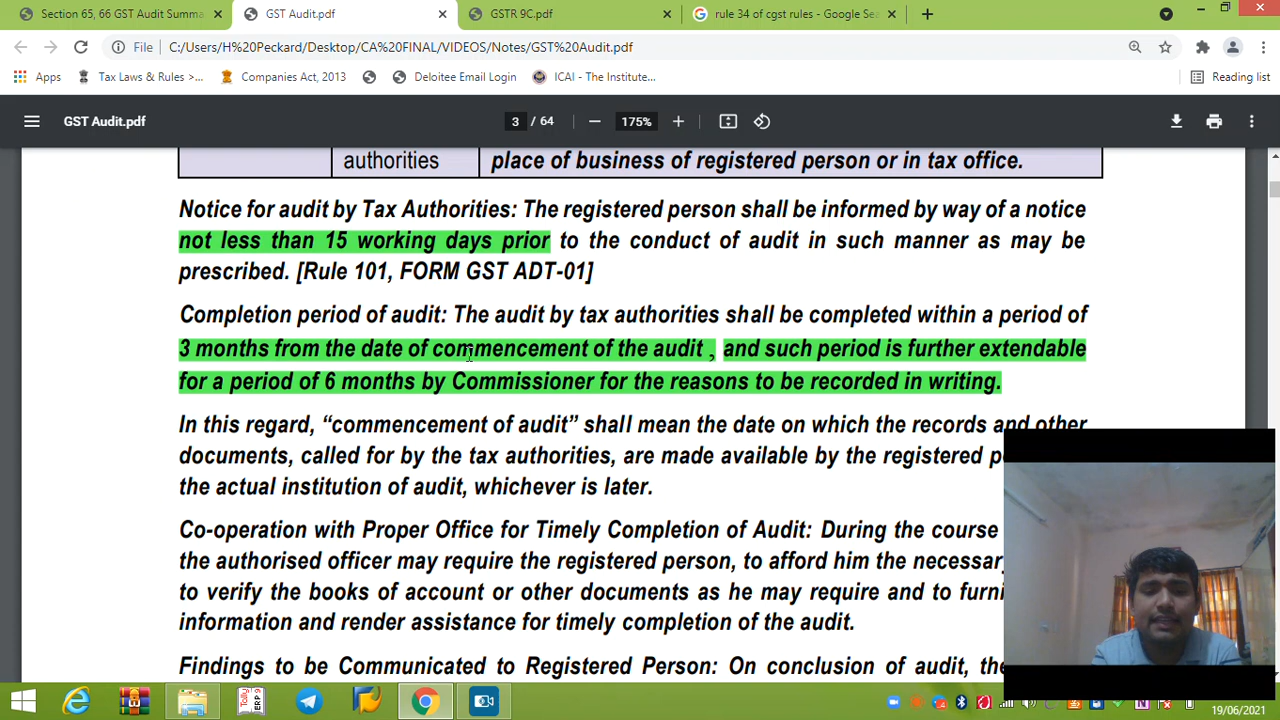 Section 65, 66 GST Audit Summa
GST Audit.pdf
GSTR 9C.pdf
rule 34 of cgst rules - Google Sea
File
C:/Users/H%20Peckard/Desktop/CA%20FINAL/VIDEOS/Notes/GST%20Audit.pdf
Apps
Tax Laws & Rules >...
Companies Act, 2013
Deloitee Email Login
ICAI - The Institute...
Reading list
GST Audit.pdf
3 / 64
175%
authorities
place of business of registered person or in tax office.
Notice for audit by Tax Authorities: The registered person shall be informed by way of a notice
not less than 15 working days prior to the conduct of audit in such manner as may be
prescribed. [Rule 101, FORM GST ADT-01]
Completion period of audit: The audit by tax authorities shall be completed within a period of
3 months from the date of commencement of the audit , and such period is further extendable
for a period of 6 months by Commissioner for the reasons to be recorded in writing.
In this regard, “commencement of audit” shall mean the date on which the records and other
documents, called for by the tax authorities, are made available by the registered
the actual institution of audit, whichever is later.
Co-operation with Proper Office for Timely Completion of Audit: During the course
the authorised officer may require the registered person, to afford him the necessary
to verify the books of account or other documents as he may require and to furni
information and render assistance for timely completion of the audit.
Findings to be Communicated to Registered Person: On conclusion of audit, the
Tally
ERP 9
19/06/2021